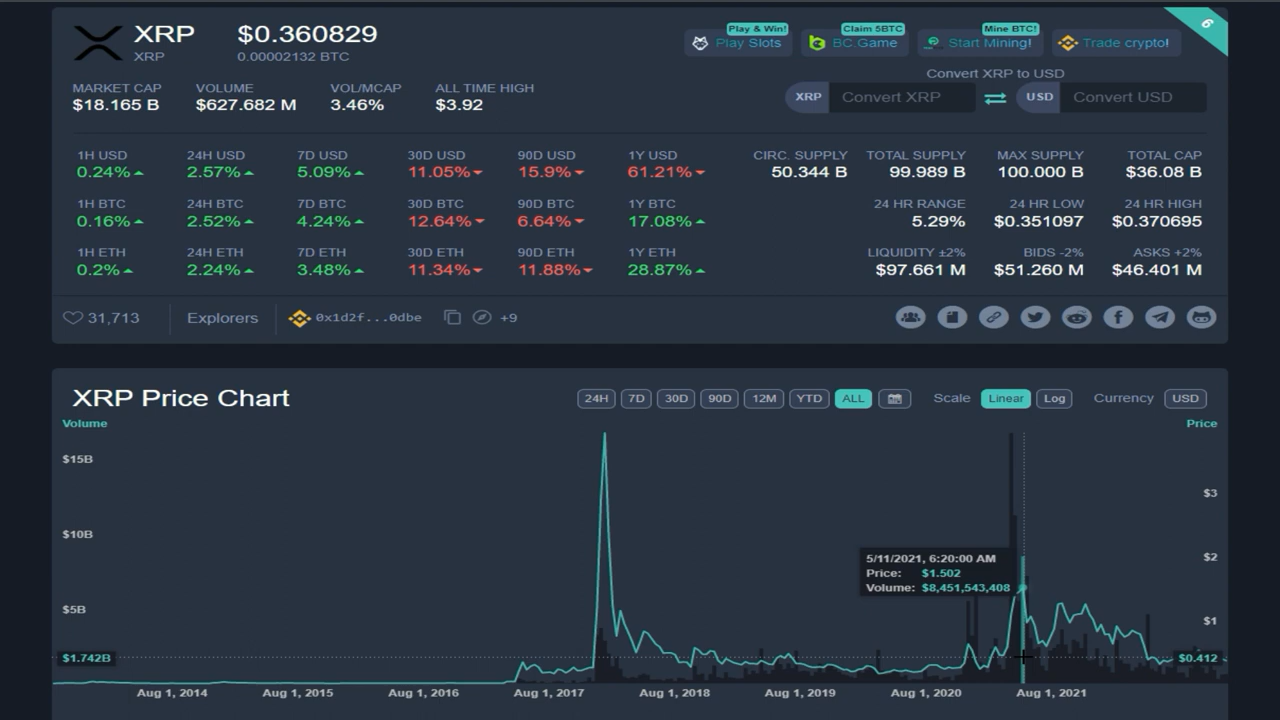 XRP $0.360829
XRP 0.00002132 BTC
Play & Win! Claim 5BTC Mine BTC!
Play Slots BC.Game Start Mining! Trade crypto!
6
Convert XRP to USD
XRP Convert XRP USD Convert USD
MARKET CAP VOLUME VOL/MCAP ALL TIME HIGH
$18.165 B $627.682 M 3.46% $3.92
1H USD 24H USD 7D USD 30D USD 90D USD 1Y USD CIRC. SUPPLY TOTAL SUPPLY MAX SUPPLY TOTAL CAP
0.24% 2.57% 5.09% 11.05% 15.9% 61.21% 50.344 B 99.989 B 100.000 B $36.08 B
1H BTC 24H BTC 7D BTC 30D BTC 90D BTC 1Y BTC 24 HR RANGE 24 HR LOW 24 HR HIGH
0.16% 2.52% 4.24% 12.64% 6.64% 17.08% 5.29% $0.351097 $0.370695
1H ETH 24H ETH 7D ETH 30D ETH 90D ETH 1Y ETH LIQUIDITY ±2% BIDS -2% ASKS +2%
0.2% 2.24% 3.48% 11.34% 11.88% 28.87% $97.661 M $51.260 M $46.401 M
31,713 Explorers 0x1d2f...0dbe +9
XRP Price Chart 24H 7D 30D 90D 12M YTD ALL Scale Linear Log Currency USD
Volume Price
$15B
$3
$10B
$2
5/11/2021, 6:20:00 AM
Price: $1.502
Volume: $8,451,543,408
$5B
$1
$1.742B $0.412
Aug 1, 2014 Aug 1, 2015 Aug 1, 2016 Aug 1, 2017 Aug 1, 2018 Aug 1, 2019 Aug 1, 2020 Aug 1, 2021